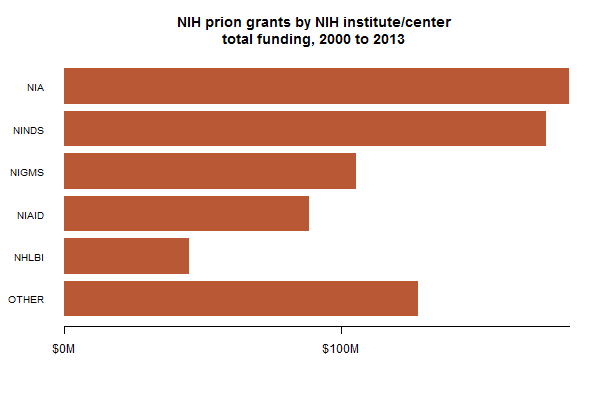 NIH prion grants by NIH institute/center
total funding, 2000 to 2013
NIA
NINDS
NIGMS
NIAID
NHLBI
OTHER
$0M $100M